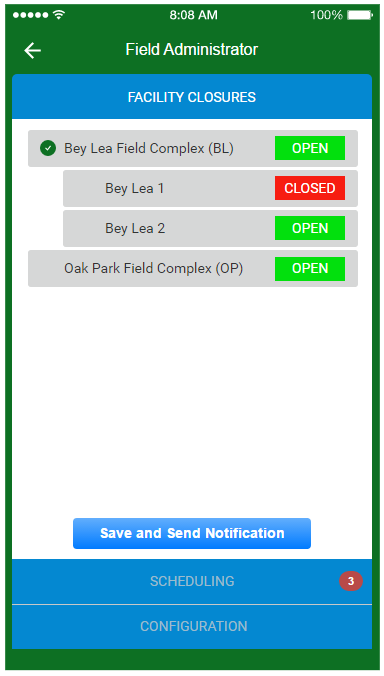 8:08 AM 100%
Field Administrator
FACILITY CLOSURES
Bey Lea Field Complex (BL) OPEN
Bey Lea 1 CLOSED
Bey Lea 2 OPEN
Oak Park Field Complex (OP) OPEN
Save and Send Notification
SCHEDULING 3
CONFIGURATION